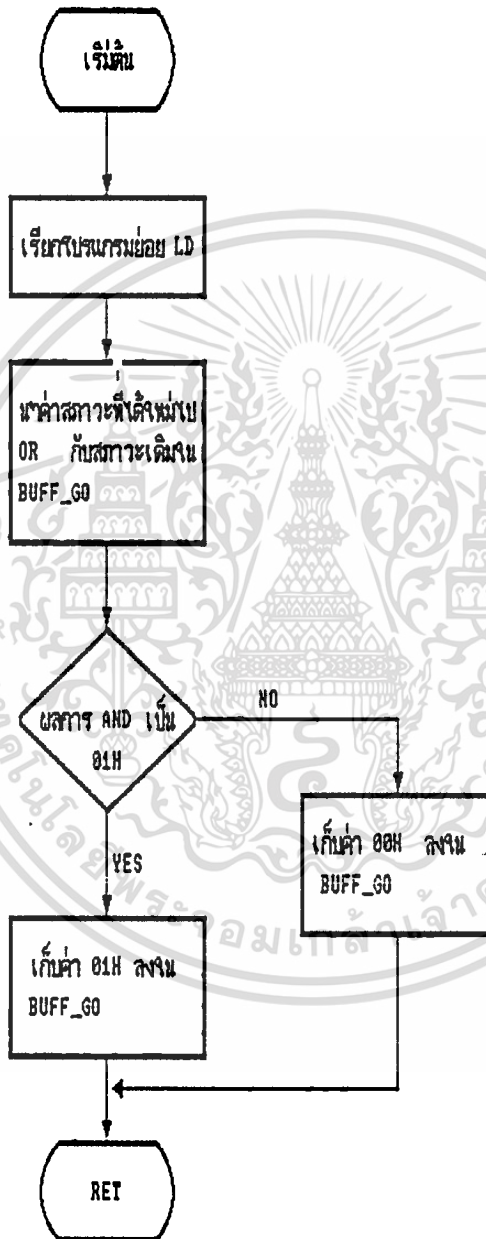 เริ่มต้น
เรียกโปรแกรมย่อย LD
นำค่าสภาวะที่ได้ใหม่ไป
OR กับสภาวะเดิมใน
BUFF_GO
ผลการ AND เป็น
01H
NO
YES
เก็บค่า 00H ลงใน
BUFF_GO
เก็บค่า 01H ลงใน
BUFF_GO
RET